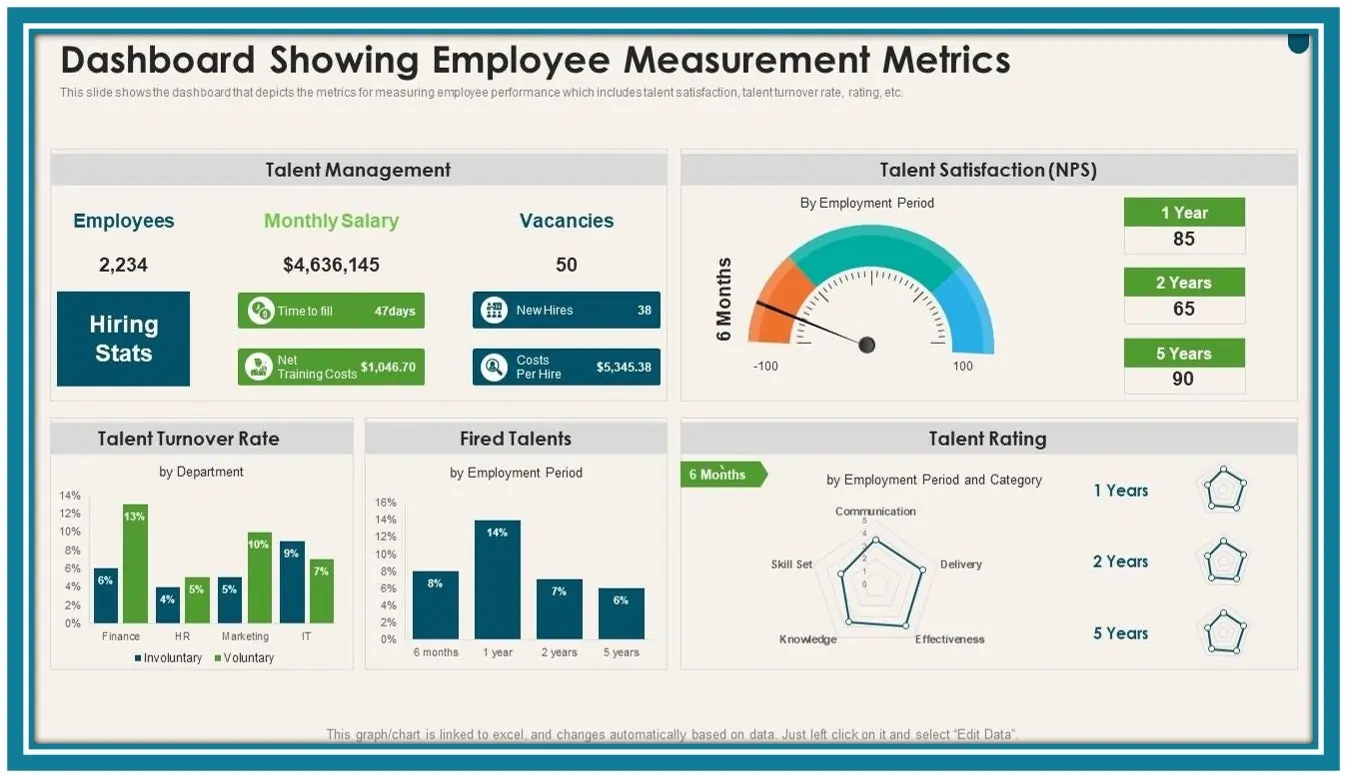 Dashboard Showing Employee Measurement Metrics
This slide shows the dashboard that depicts the metrics for measuring employee performance which includes talent satisfaction, talent turnover rate, rating, etc.
Talent Management
Employees
Monthly Salary
Vacancies
2,234
$4,636,145
50
Hiring
Stats
Time to fill 47days
New Hires 38
Net
Training Costs $1,046.70
Costs
Per Hire $5,345.38
Talent Satisfaction (NPS)
By Employment Period
6 Months
-100
100
1 Year
85
2 Years
65
5 Years
90
Talent Turnover Rate
by Department
14%
12%
10%
8%
6%
4%
2%
0%
6%
13%
4%
5%
5%
10%
9%
7%
Finance
HR
Marketing
IT
Involuntary
Voluntary
Fired Talents
by Employment Period
16%
14%
12%
10%
8%
6%
4%
2%
0%
8%
14%
7%
6%
6 months
1 year
2 years
5 years
Talent Rating
6 Months
by Employment Period and Category
Communication
5
4
3
2
1
0
Skill Set
Delivery
Knowledge
Effectiveness
1 Years
2 Years
5 Years
This graph/chart is linked to excel, and changes automatically based on data. Just left click on it and select “Edit Data”.